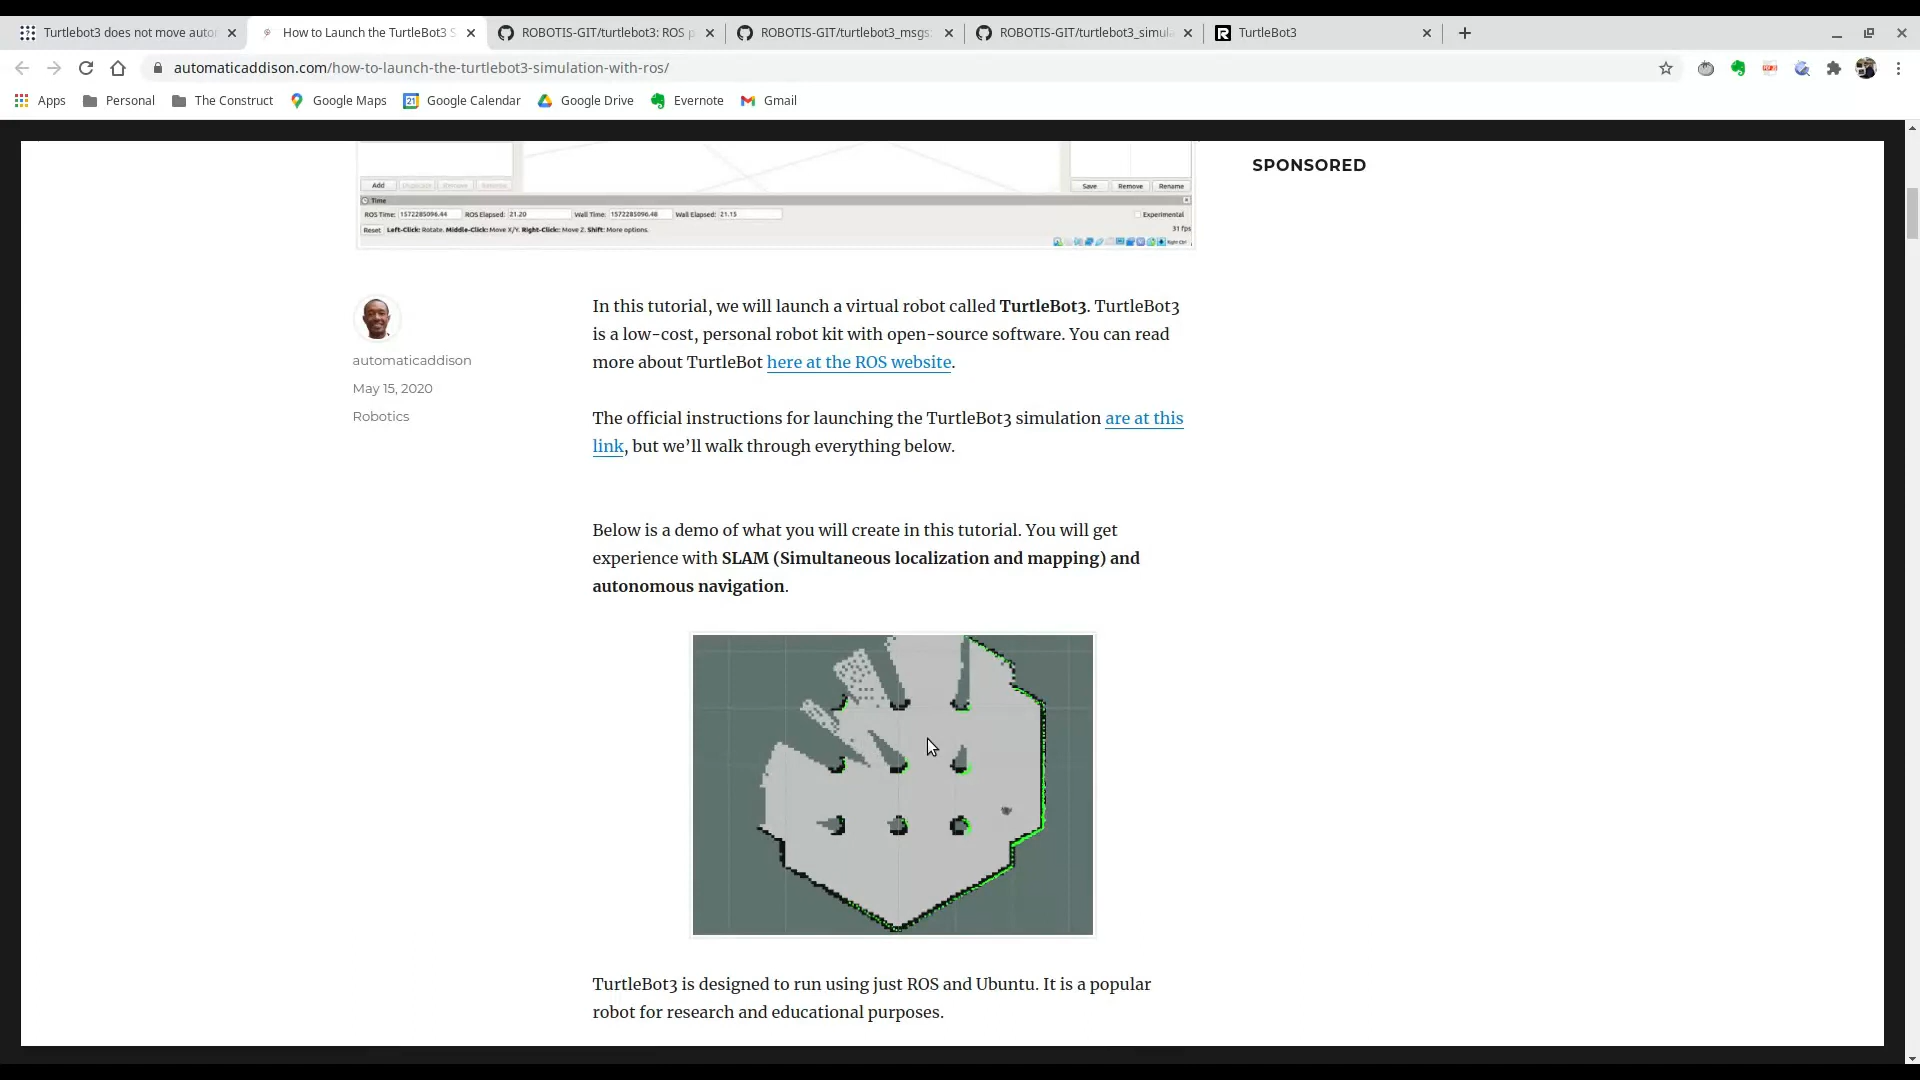 Turtlebot3 does not move auto
How to Launch the TurtleBot3 S
ROBOTIS-GIT/turtlebot3: ROS p
ROBOTIS-GIT/turtlebot3_msgs:
ROBOTIS-GIT/turtlebot3_simul
TurtleBot3
automaticaddison.com/how-to-launch-the-turtlebot3-simulation-with-ros/
Apps
Personal
The Construct
Google Maps
Google Calendar
Google Drive
Evernote
Gmail
SPONSORED
Add
Duplicate
Remove
Rename
Save
Remove
Rename
Time
ROS Time: 1572285096.44
ROS Elapsed: 21.20
Wall Time: 1572285096.48
Wall Elapsed: 21.15
Experimental
Reset
Left-Click: Rotate. Middle-Click: Move X/Y. Right-Click: Move Z. Shift: More options.
31 fps
Right Ctrl
In this tutorial, we will launch a virtual robot called TurtleBot3. TurtleBot3
is a low-cost, personal robot kit with open-source software. You can read
more about TurtleBot here at the ROS website.
automaticaddison
May 15, 2020
Robotics
The official instructions for launching the TurtleBot3 simulation are at this
link, but we’ll walk through everything below.
Below is a demo of what you will create in this tutorial. You will get
experience with SLAM (Simultaneous localization and mapping) and
autonomous navigation.
TurtleBot3 is designed to run using just ROS and Ubuntu. It is a popular
robot for research and educational purposes.